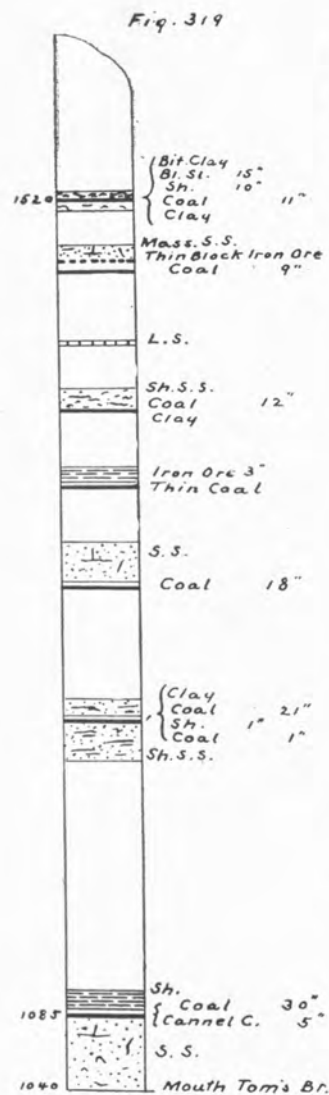 Fig. 319
Bit. Clay
Bl. Sl. 15"
Sh. 10"
1520 Coal 11"
Clay
Mass. S.S.
Thin Block Iron Ore
Coal 9"
L.S.
Sh. S.S.
Coal 12"
Clay
Iron Ore 3"
Thin Coal
S.S.
Coal 18"
Clay
Coal 21"
Sh. 1"
Coal 1"
Sh. S.S.
Sh.
Coal 30"
1085 Cannel C. 5"
S.S.
1040 Mouth Tom's Br.